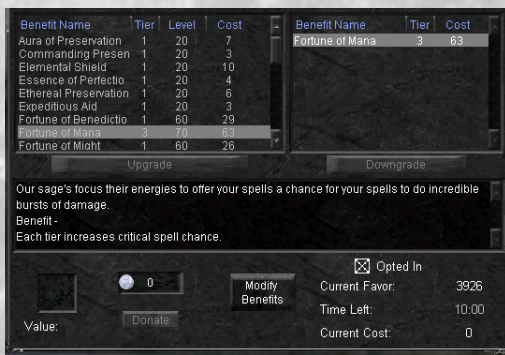 Benefit Name Tier Level Cost
Aura of Preservation 1 20 7
Commanding Presen 1 20 3
Elemental Shield 1 20 10
Essence of Perfectio 1 20 4
Ethereal Preservation 1 20 6
Expeditious Aid 1 20 3
Fortune of Benedictio 1 60 29
Fortune of Mana 3 70 63
Fortune of Might 1 60 26
Upgrade
Benefit Name Tier Cost
Fortune of Mana 3 63
Downgrade
Our sage's focus their energies to offer your spells a chance for your spells to do incredible
bursts of damage.
Benefit -
Each tier increases critical spell chance.
Value:
0
Donate
Modify
Benefits
Opted In
Current Favor: 3926
Time Left: 10:00
Current Cost: 0